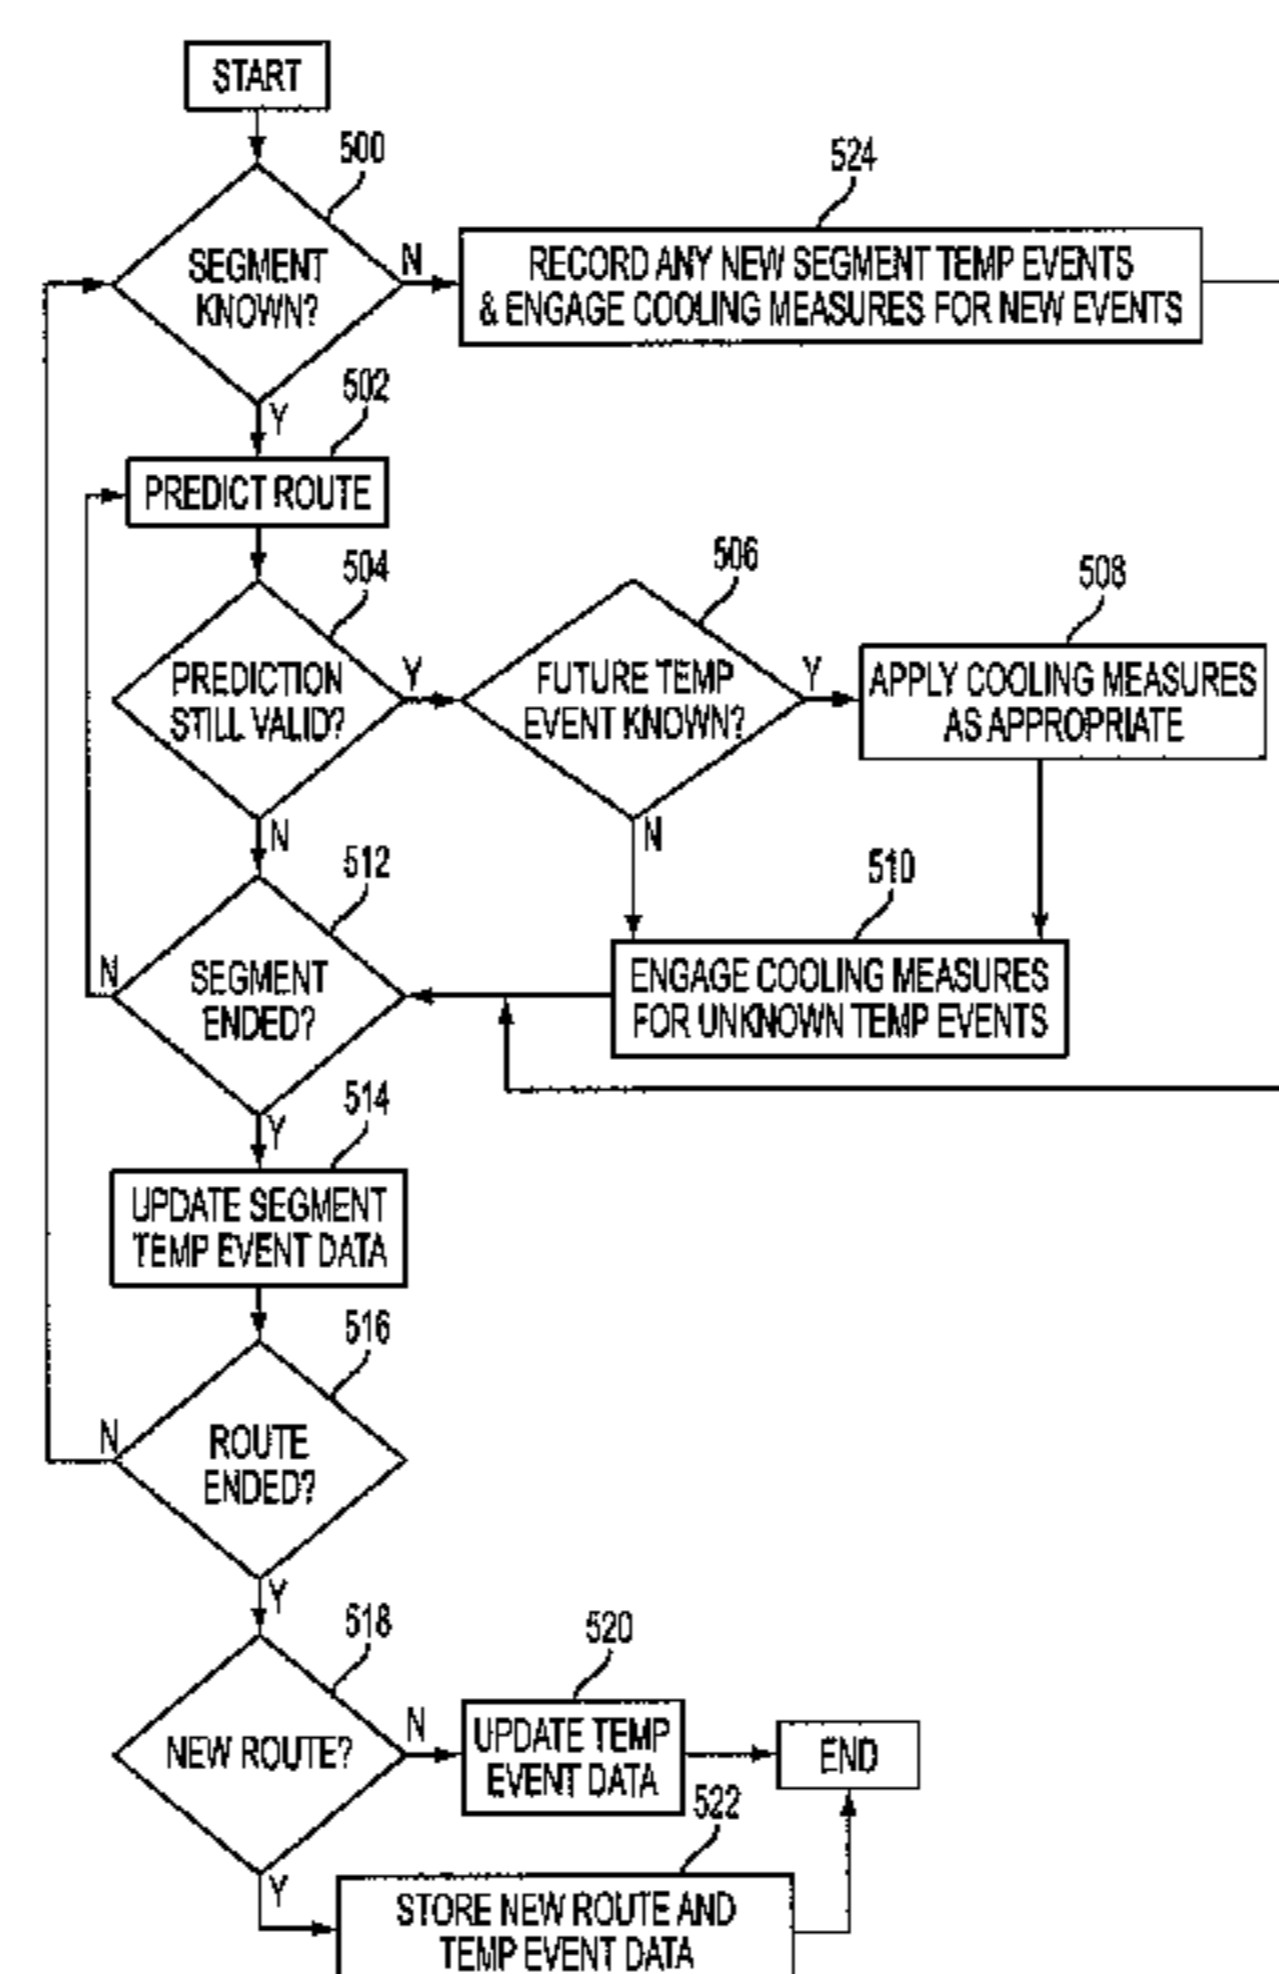 START
500
524
SEGMENT
KNOWN?
N
RECORD ANY NEW SEGMENT TEMP EVENTS
& ENGAGE COOLING MEASURES FOR NEW EVENTS
Y
502
PREDICT ROUTE
504
506
508
PREDICTION
STILL VALID?
Y
FUTURE TEMP
EVENT KNOWN?
Y
APPLY COOLING MEASURES
AS APPROPRIATE
N
N
512
510
N
SEGMENT
ENDED?
ENGAGE COOLING MEASURES
FOR UNKNOWN TEMP EVENTS
Y
514
UPDATE SEGMENT
TEMP EVENT DATA
516
N
ROUTE
ENDED?
Y
518
520
NEW ROUTE?
N
UPDATE TEMP
EVENT DATA
END
522
Y
STORE NEW ROUTE AND
TEMP EVENT DATA